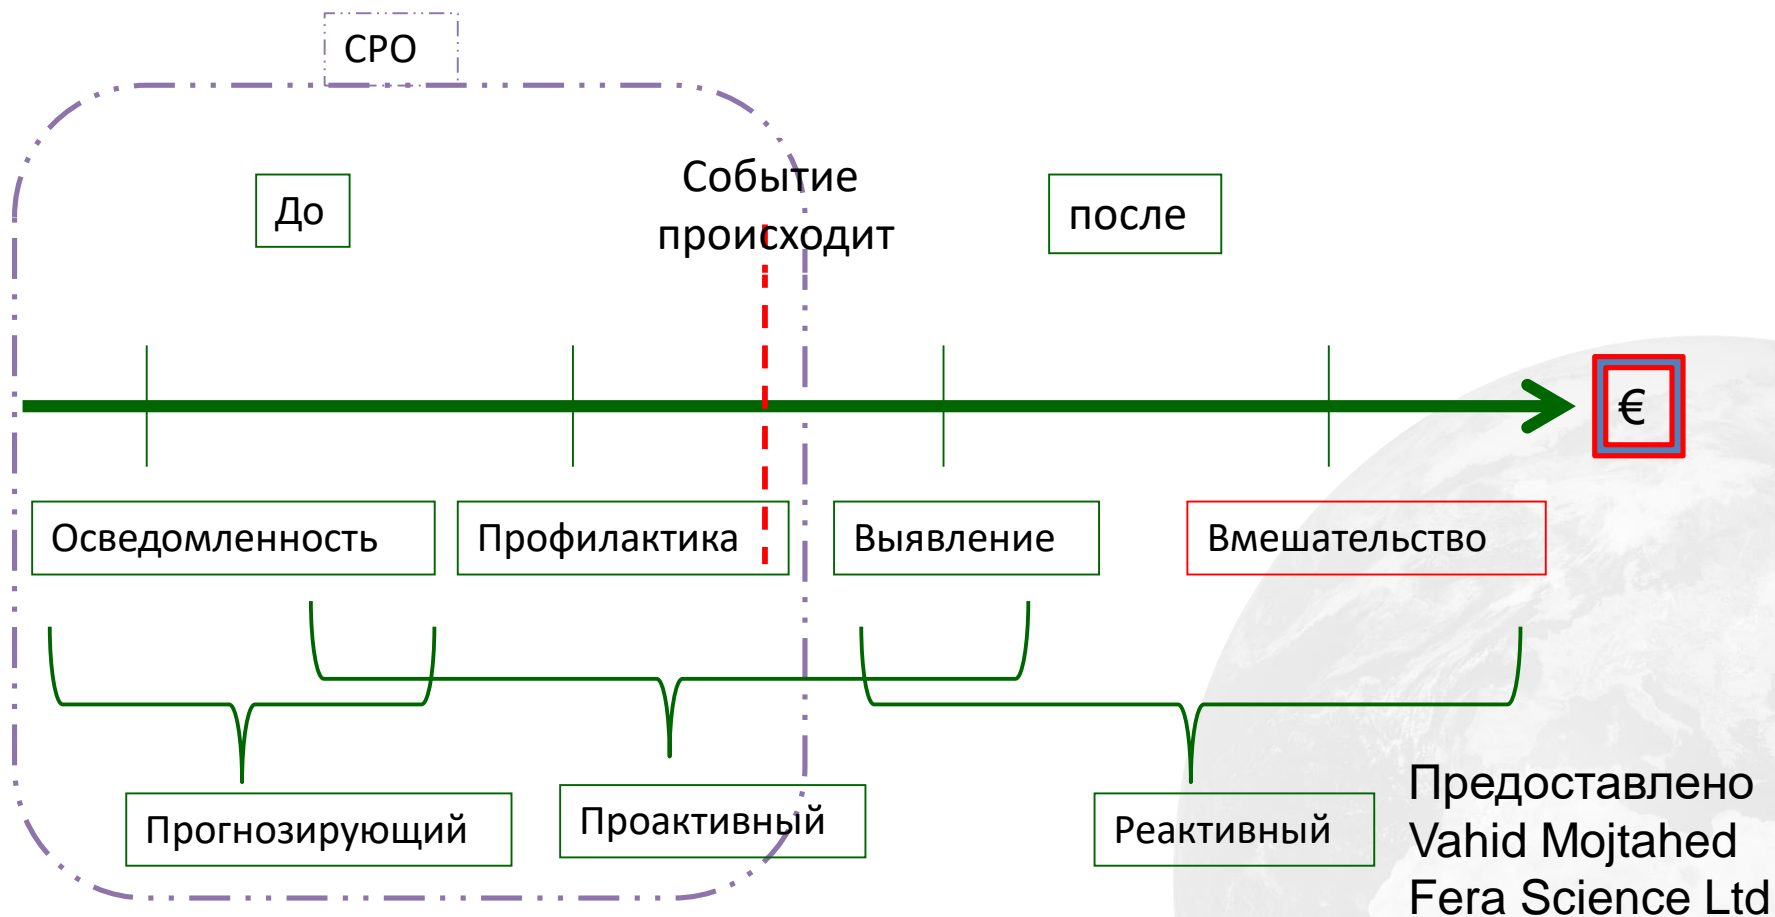 СРО
До
Событие
происходит
после
€
Осведомленность
Профилактика
Выявление
Вмешательство
Прогнозирующий
Проактивный
Реактивный
Предоставлено
Vahid Mojtahed
Fera Science Ltd